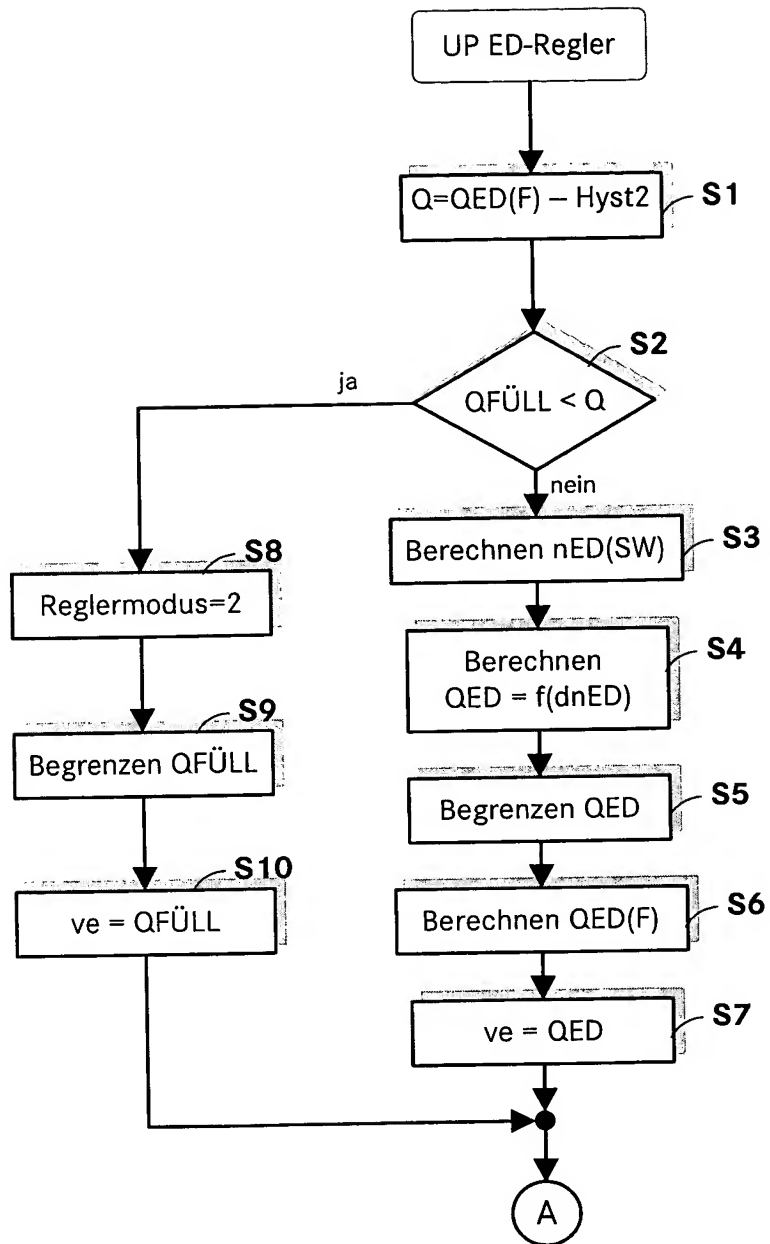 UP ED-Regler
Q=QED(F) – Hyst2
S1
S2
ja
QFÜLL < Q
nein
Berechnen nED(SW)
S3
S8
Reglermodus=2
Berechnen
QED = f(dnED)
S4
S9
Begrenzen QFÜLL
Begrenzen QED
S5
S10
ve = QFÜLL
Berechnen QED(F)
S6
ve = QED
S7
A